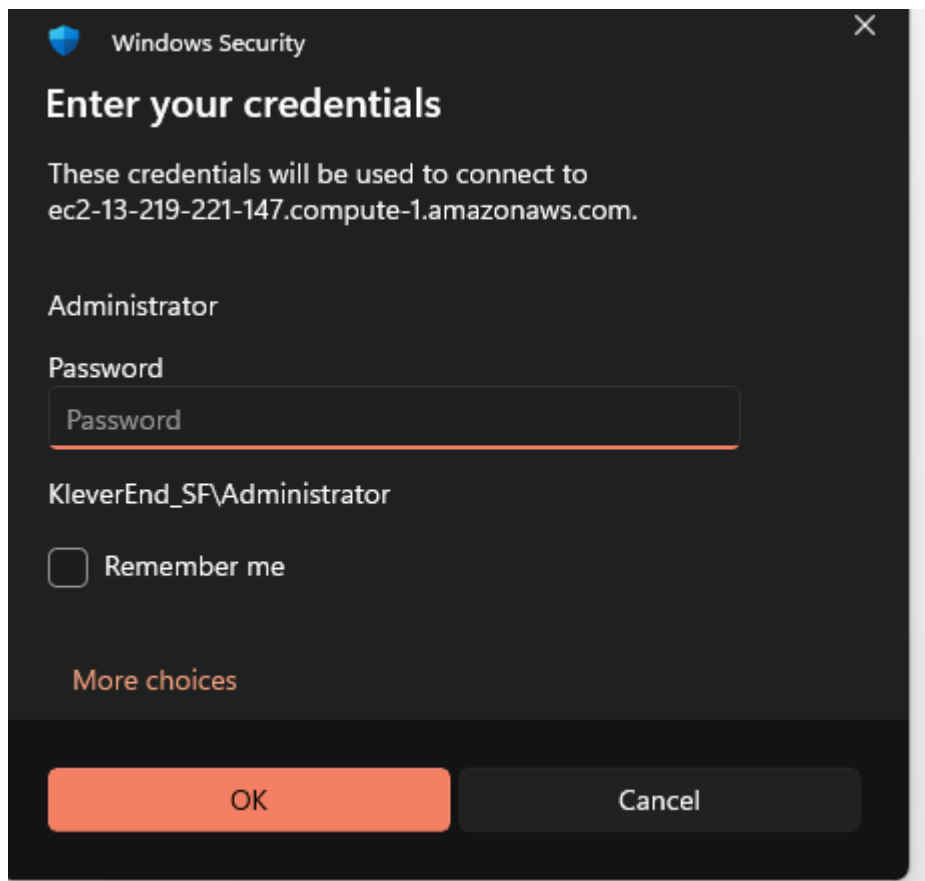 Windows Security
Enter your credentials
These credentials will be used to connect to
ec2-13-219-221-147.compute-1.amazonaws.com.
Administrator
Password
Password
KleverEnd_SF\Administrator
Remember me
More choices
OK
Cancel